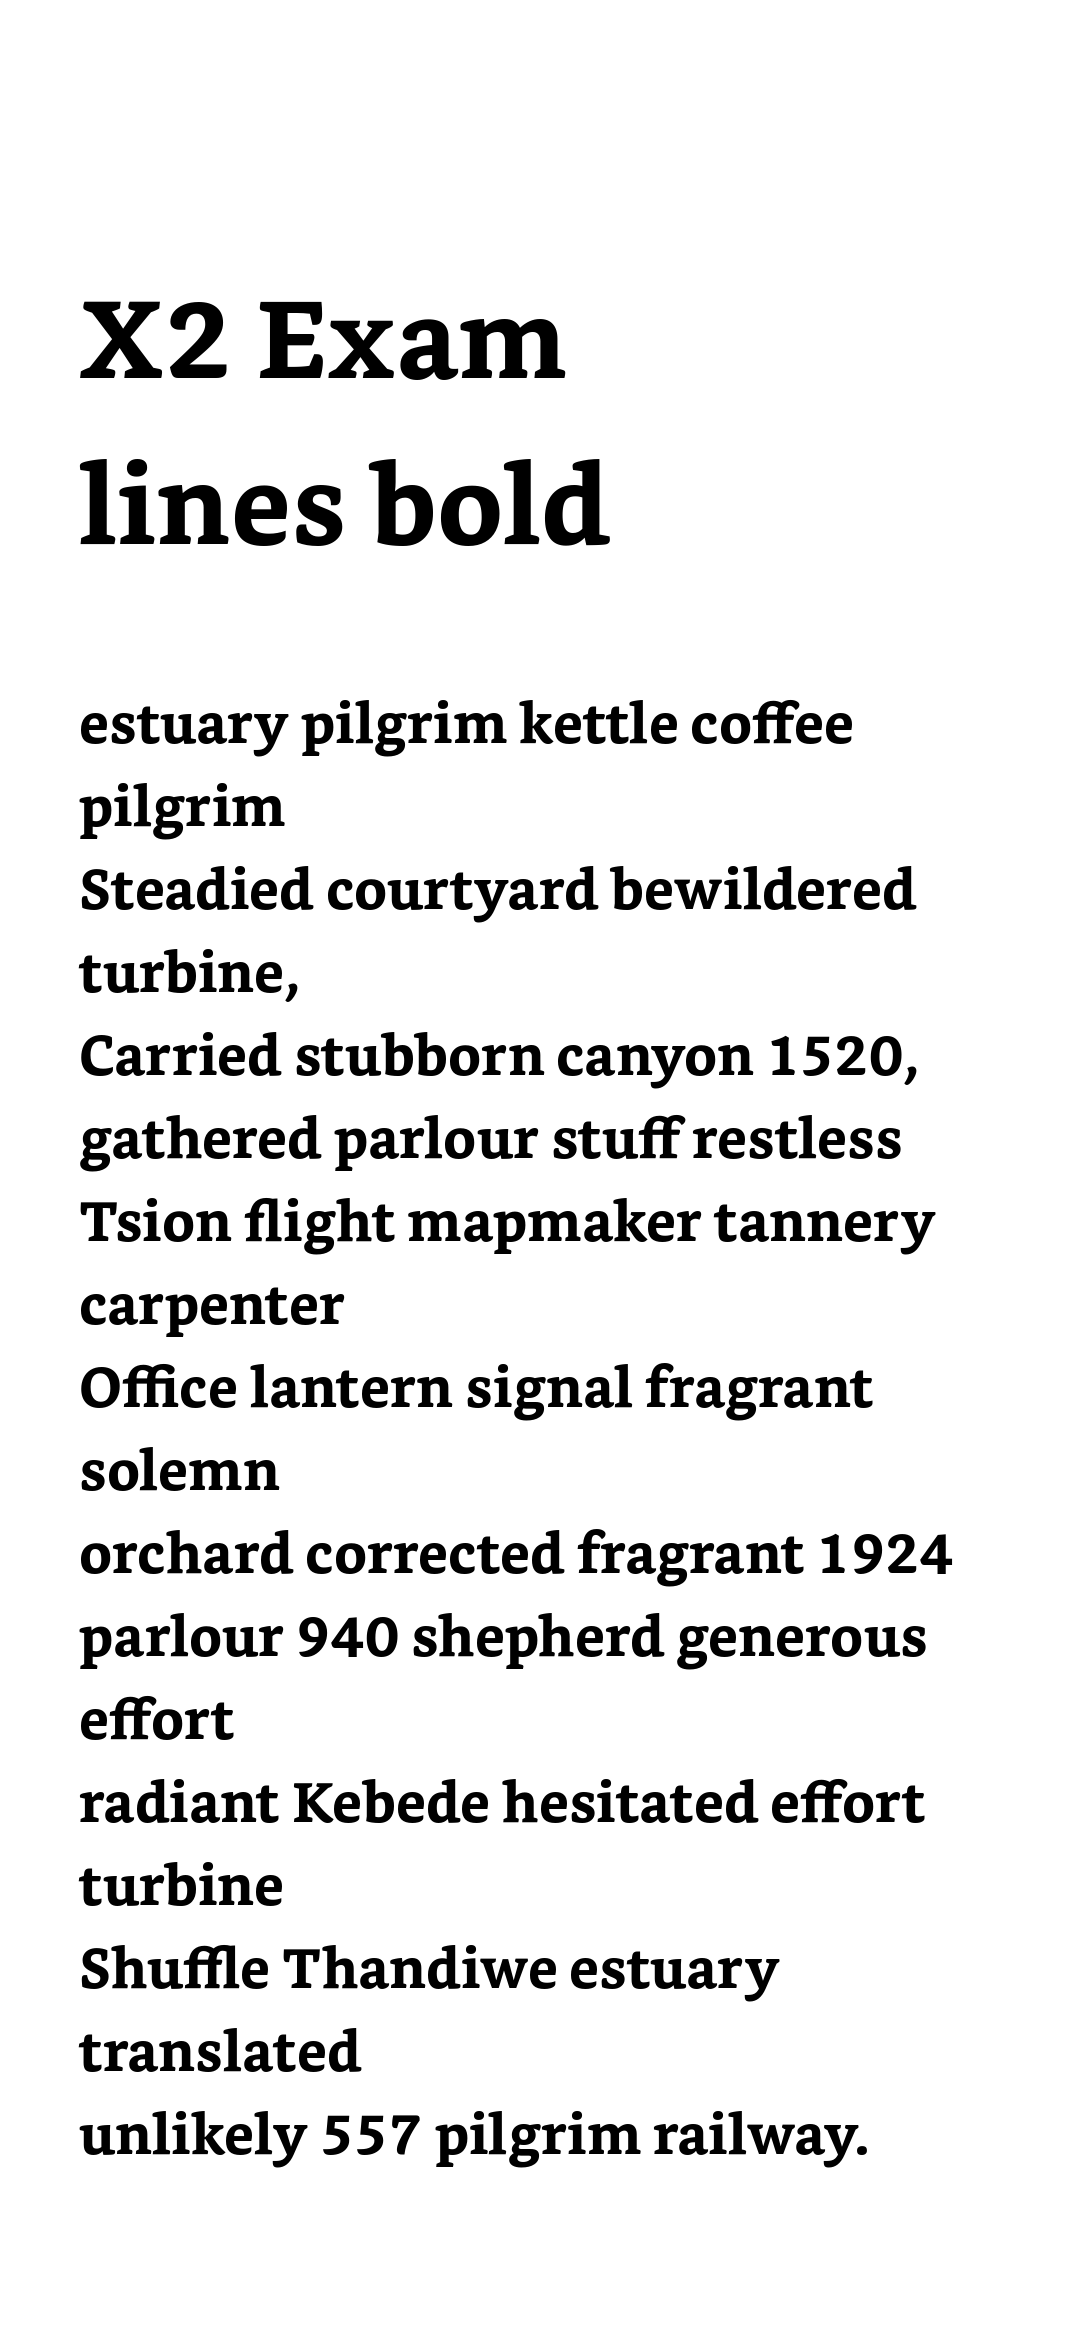 X2 Exam
lines bold
estuary pilgrim kettle coffee
pilgrim
Steadied courtyard bewildered
turbine,
Carried stubborn canyon 1520,
gathered parlour stuff restless
Tsion flight mapmaker tannery
carpenter
Office lantern signal fragrant
solemn
orchard corrected fragrant 1924
parlour 940 shepherd generous
effort
radiant Kebede hesitated effort
turbine
Shuffle Thandiwe estuary
translated
unlikely 557 pilgrim railway.